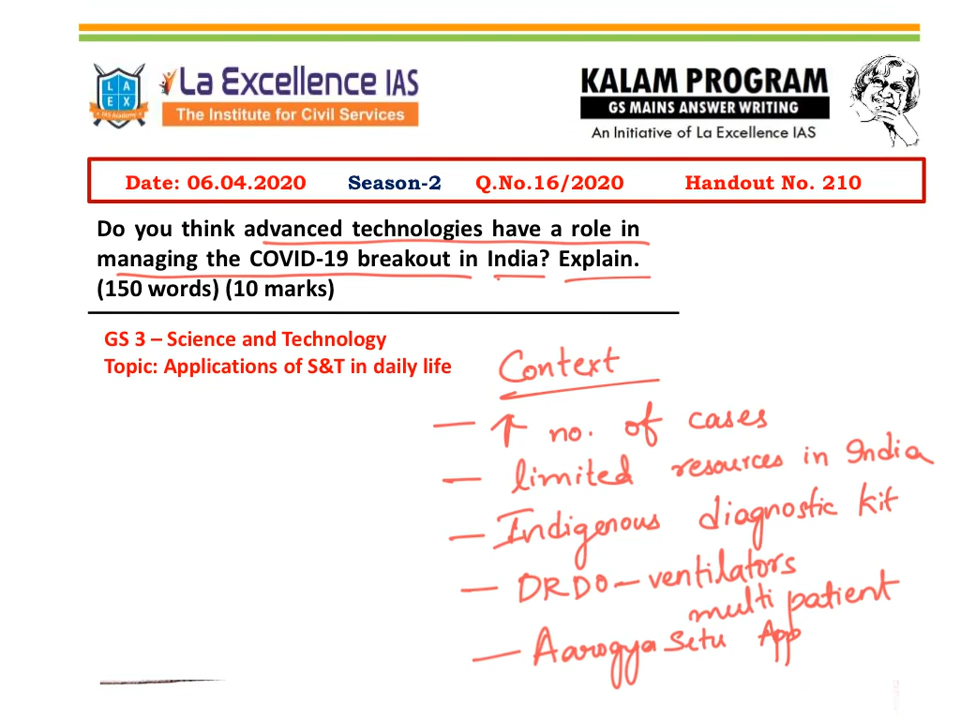 La Excellence IAS
The Institute for Civil Services
KALAM PROGRAM
GS MAINS ANSWER WRITING
An Initiative of La Excellence IAS
L A
E X
Date: 06.04.2020 Season-2 Q.No.16/2020 Handout No. 210
Do you think advanced technologies have a role in
managing the COVID-19 breakout in India? Explain.
(150 words) (10 marks)
GS 3 – Science and Technology
Topic: Applications of S&T in daily life
Context
— ↑ no. of cases
— limited resources in India
— Indigenous diagnostic kit
— DRDO – ventilators
multi patient
— Aarogya Setu App